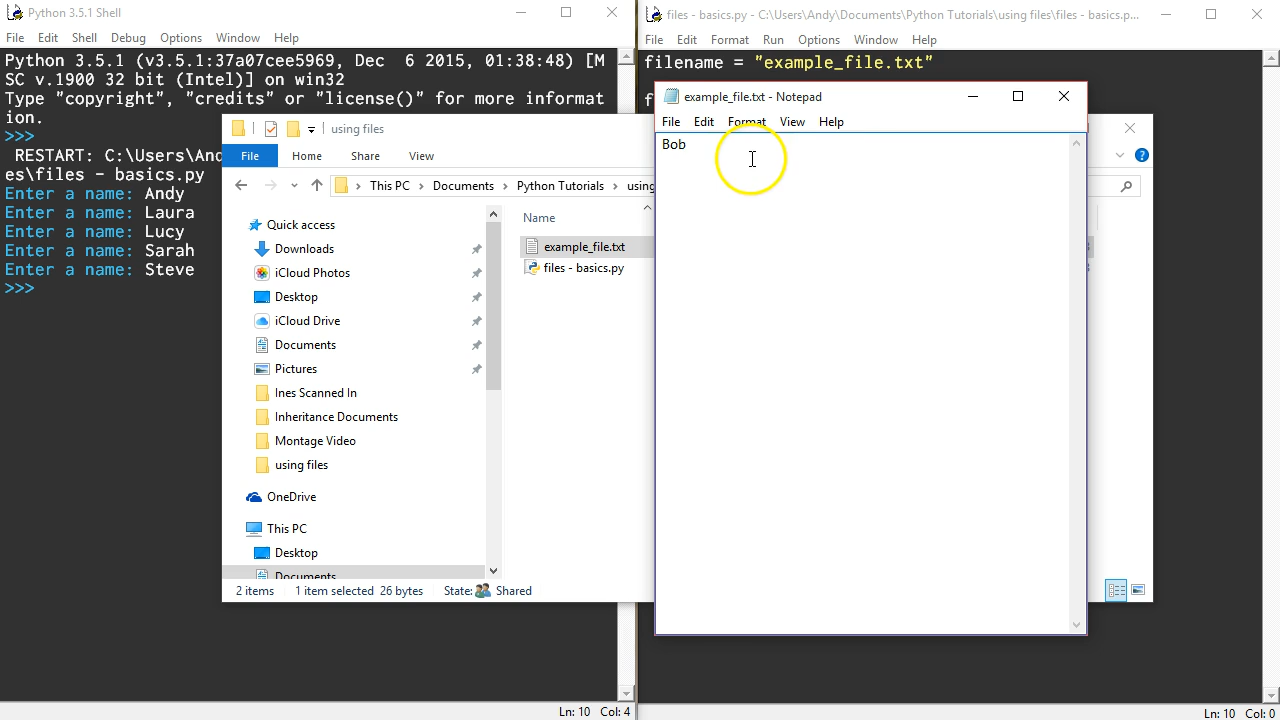 Python 3.5.1 Shell
File Edit Shell Debug Options Window Help
Python 3.5.1 (v3.5.1:37a07cee5969, Dec  6 2015, 01:38:48) [M
SC v.1900 32 bit (Intel)] on win32
Type "copyright", "credits" or "license()" for more informat
ion.
>>>
RESTART: C:\Users\And
es\files - basics.py
Enter a name: Andy
Enter a name: Laura
Enter a name: Lucy
Enter a name: Sarah
Enter a name: Steve
>>>
Ln: 10 Col: 4
files - basics.py - C:\Users\Andy\Documents\Python Tutorials\using files\files - basics.p...
File Edit Format Run Options Window Help
filename = "example_file.txt"
f
Ln: 10 Col: 0
using files
File Home Share View
This PC > Documents > Python Tutorials > using
Quick access
Downloads
iCloud Photos
Desktop
iCloud Drive
Documents
Pictures
Ines Scanned In
Inheritance Documents
Montage Video
using files
OneDrive
This PC
Desktop
Documents
Name
example_file.txt
files - basics.py
2 items 1 item selected 26 bytes State: Shared
example_file.txt - Notepad
File Edit Format View Help
Bob